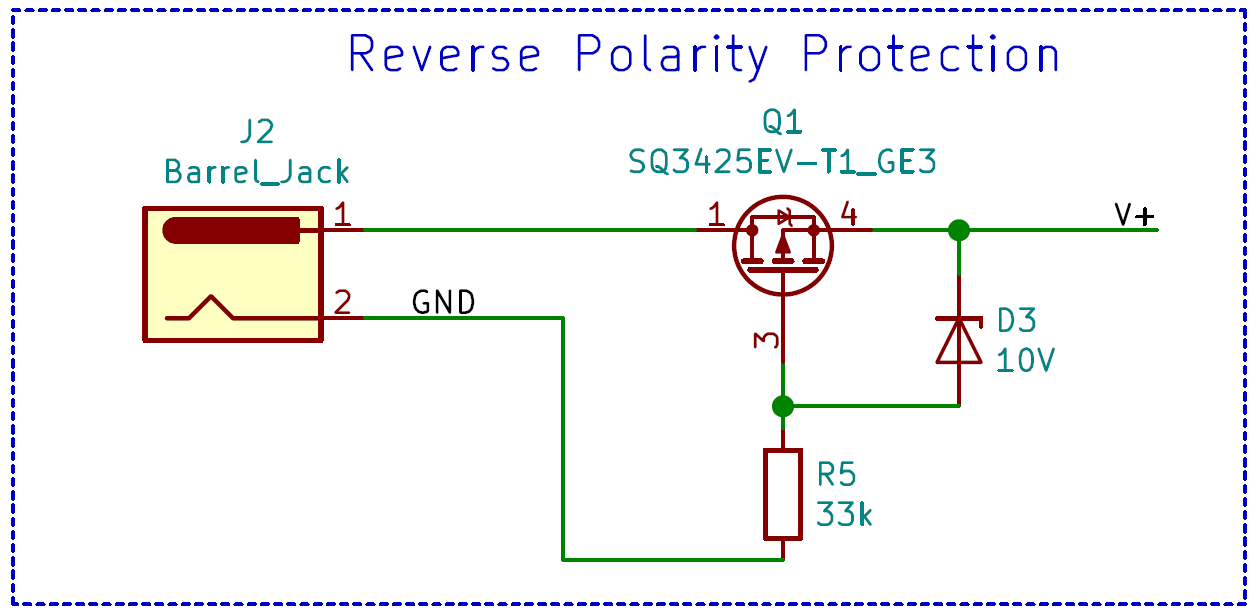 Reverse Polarity Protection
J2
Barrel_Jack
1
2
GND
Q1
SQ3425EV-T1_GE3
1
4
3
V+
D3
10V
R5
33k